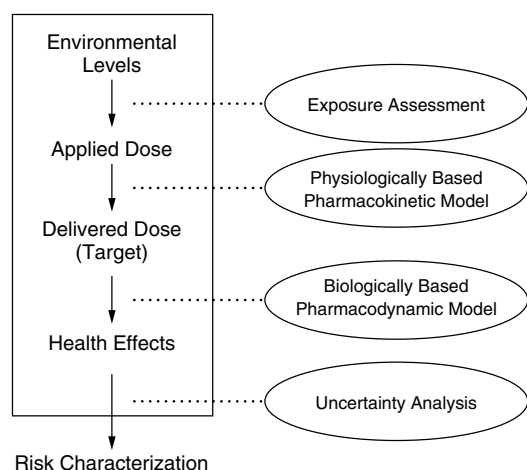 Environmental
Levels
Exposure Assessment
Applied Dose
Physiologically Based
Pharmacokinetic Model
Delivered Dose
(Target)
Biologically Based
Pharmacodynamic Model
Health Effects
Uncertainty Analysis
Risk Characterization